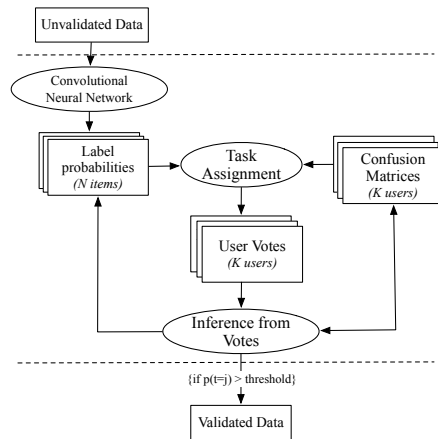 Unvalidated Data
Convolutional
Neural Network
Label
probabilities
(N items)
Task
Assignment
Confusion
Matrices
(K users)
User Votes
(K users)
Inference from
Votes
{if p(t=j) > threshold}
Validated Data